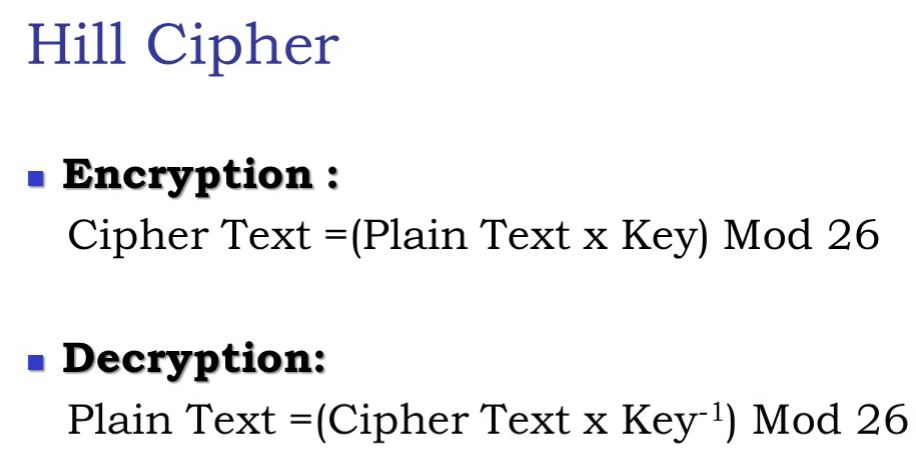 Hill Cipher
Encryption :
Cipher Text =(Plain Text x Key) Mod 26
Decryption:
Plain Text =(Cipher Text x Key⁻¹) Mod 26